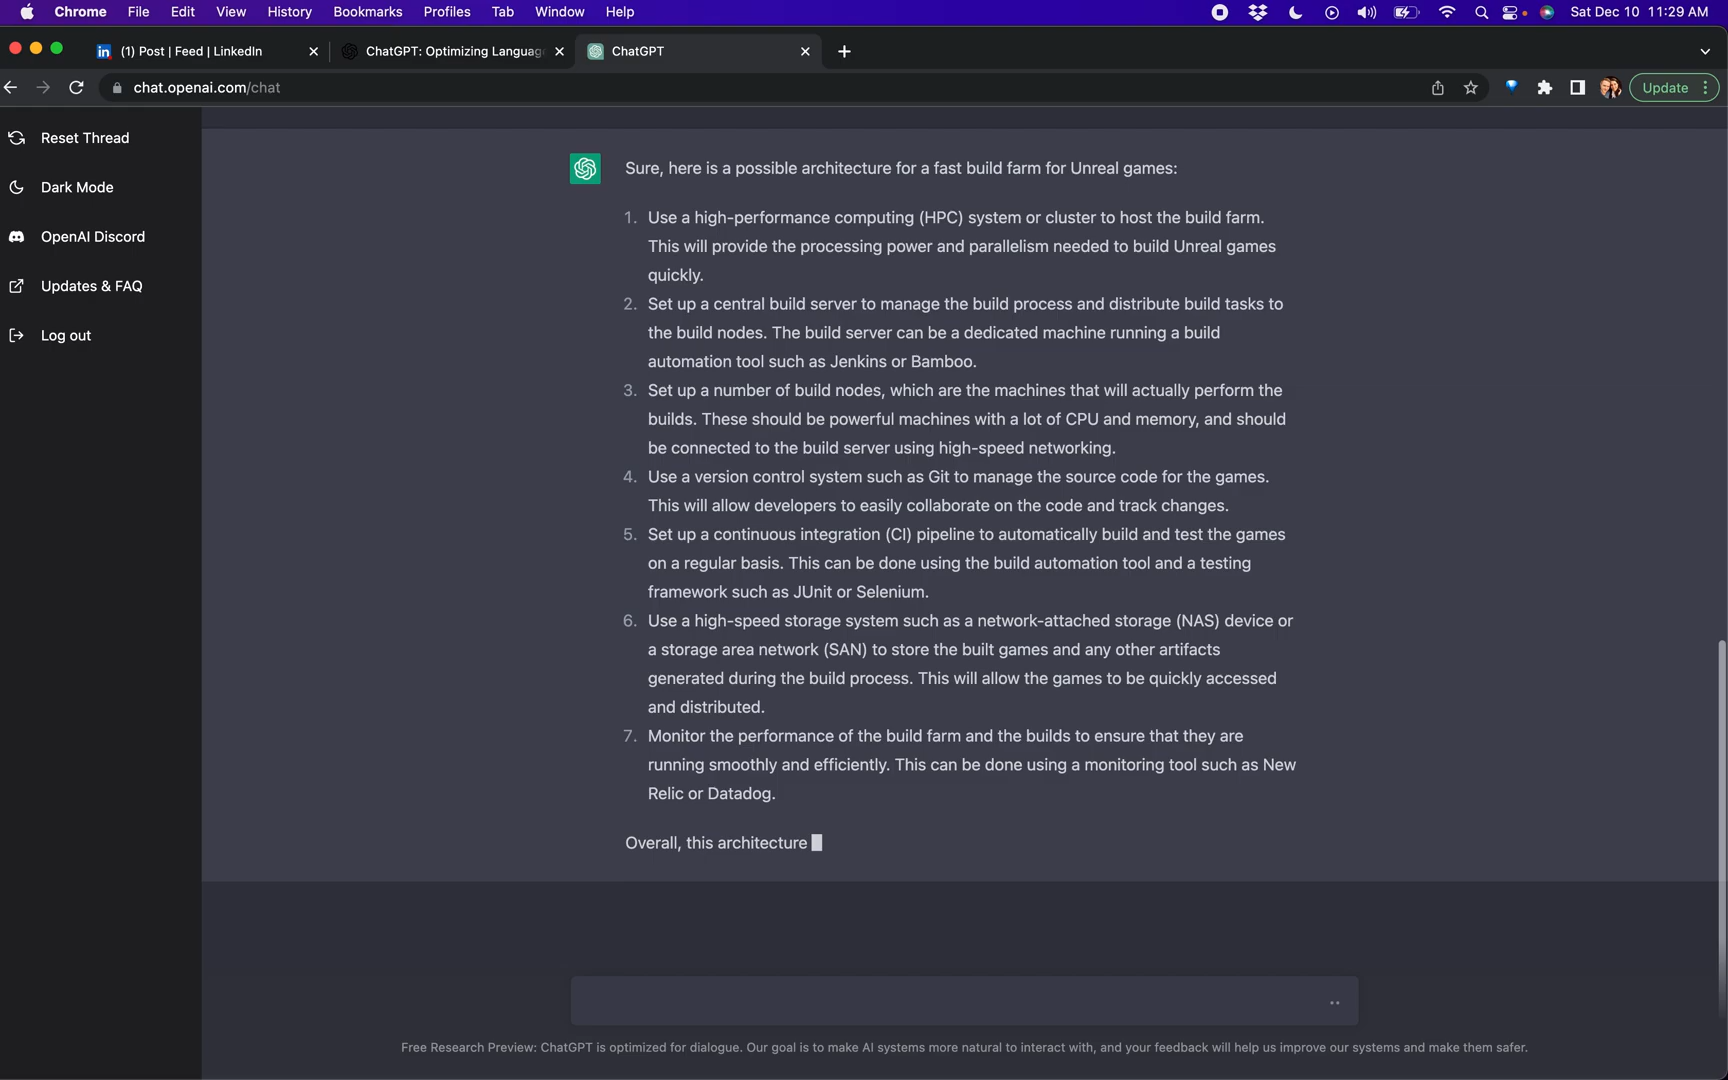 Chrome File Edit View History Bookmarks Profiles Tab Window Help Sat Dec 10 11:29 AM
in (1) Post | Feed | LinkedIn ChatGPT: Optimizing Languag ChatGPT
chat.openai.com/chat Update
Reset Thread
Dark Mode
OpenAI Discord
Updates & FAQ
Log out
Sure, here is a possible architecture for a fast build farm for Unreal games:
1. Use a high-performance computing (HPC) system or cluster to host the build farm.
This will provide the processing power and parallelism needed to build Unreal games
quickly.
2. Set up a central build server to manage the build process and distribute build tasks to
the build nodes. The build server can be a dedicated machine running a build
automation tool such as Jenkins or Bamboo.
3. Set up a number of build nodes, which are the machines that will actually perform the
builds. These should be powerful machines with a lot of CPU and memory, and should
be connected to the build server using high-speed networking.
4. Use a version control system such as Git to manage the source code for the games.
This will allow developers to easily collaborate on the code and track changes.
5. Set up a continuous integration (CI) pipeline to automatically build and test the games
on a regular basis. This can be done using the build automation tool and a testing
framework such as JUnit or Selenium.
6. Use a high-speed storage system such as a network-attached storage (NAS) device or
a storage area network (SAN) to store the built games and any other artifacts
generated during the build process. This will allow the games to be quickly accessed
and distributed.
7. Monitor the performance of the build farm and the builds to ensure that they are
running smoothly and efficiently. This can be done using a monitoring tool such as New
Relic or Datadog.
Overall, this architecture
Free Research Preview: ChatGPT is optimized for dialogue. Our goal is to make AI systems more natural to interact with, and your feedback will help us improve our systems and make them safer.